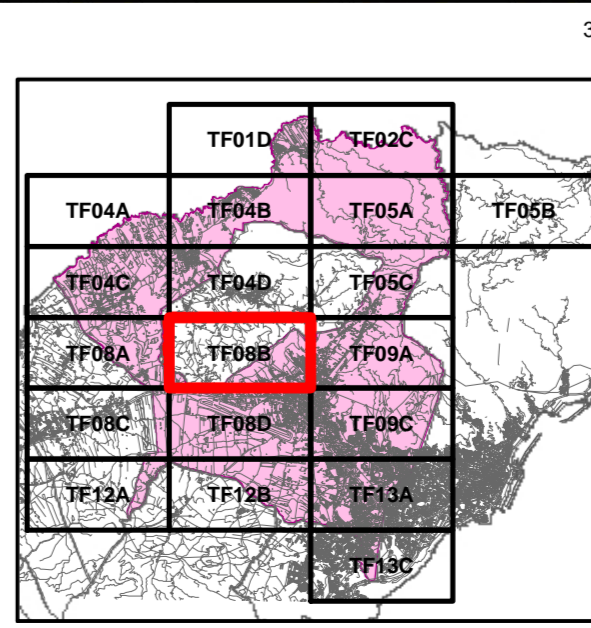 3
TF01D TF02C
TF04A TF04B TF05A TF05B
TF04C TF04D TF05C
TF08A TF08B TF09A
TF08C TF08D TF09C
TF12A TF12B TF13A
TF13C